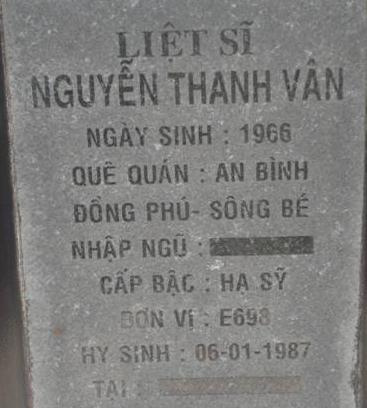 LIỆT SĨ
NGUYỄN THANH VÂN
NGÀY SINH : 1966
QUÊ QUÁN : AN BÌNH
ĐỒNG PHÚ- SÔNG BÉ
NHẬP NGŨ :
CẤP BẬC : HẠ SỸ
ĐƠN VỊ : E698
HY SINH : 06-01-1987
TẠI :